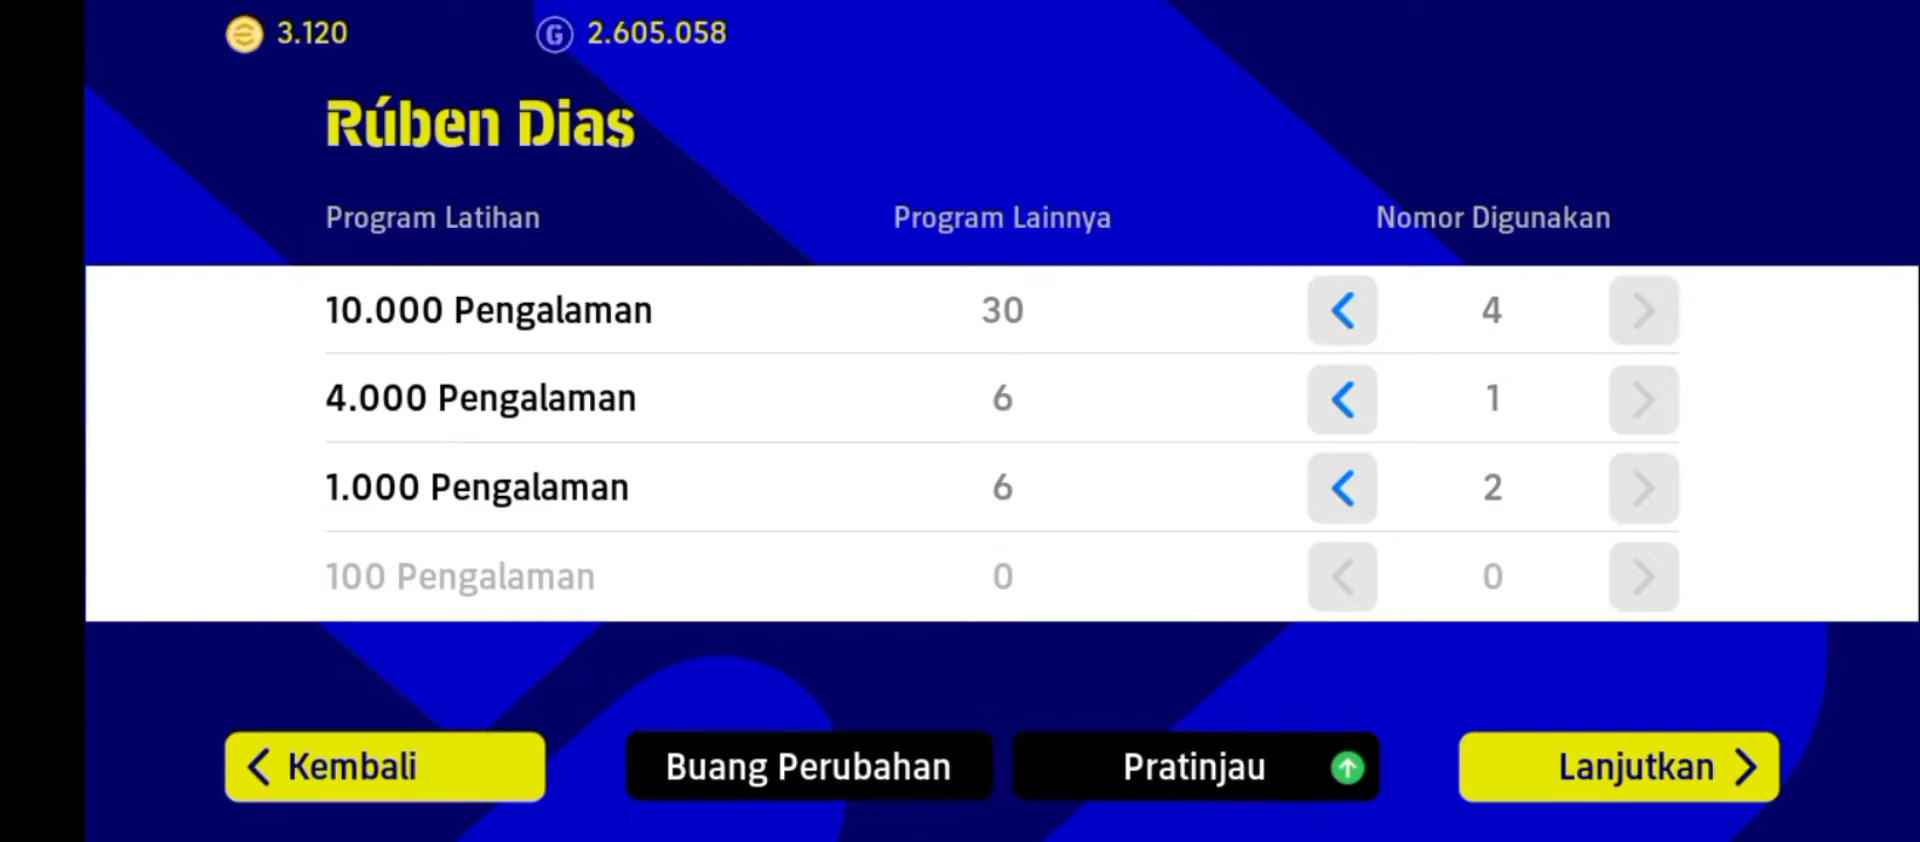 3.120 2.605.058
Rúben Dias
Program Latihan Program Lainnya Nomor Digunakan
10.000 Pengalaman 30 4
4.000 Pengalaman 6 1
1.000 Pengalaman 6 2
100 Pengalaman 0 0
Kembali Buang Perubahan Pratinjau Lanjutkan